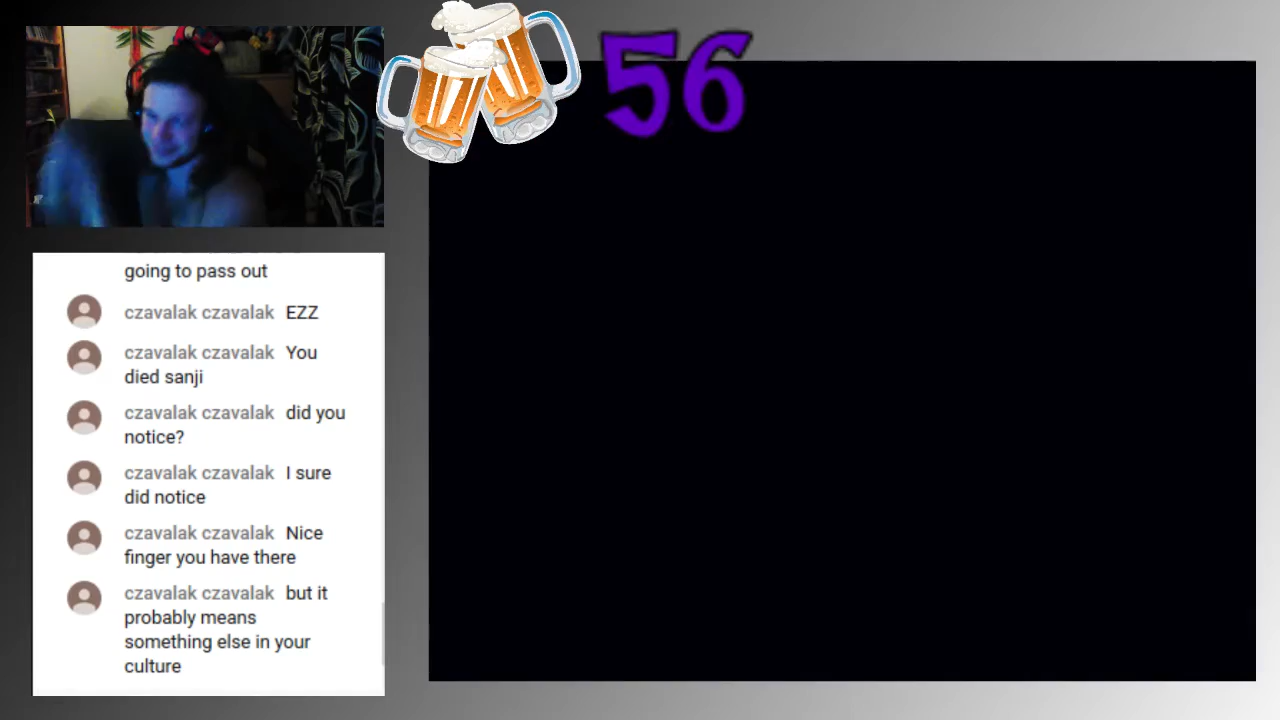 56
going to pass out
czavalak czavalak EZZ
czavalak czavalak You
died sanji
czavalak czavalak did you
notice?
czavalak czavalak I sure
did notice
czavalak czavalak Nice
finger you have there
czavalak czavalak but it
probably means
something else in your
culture